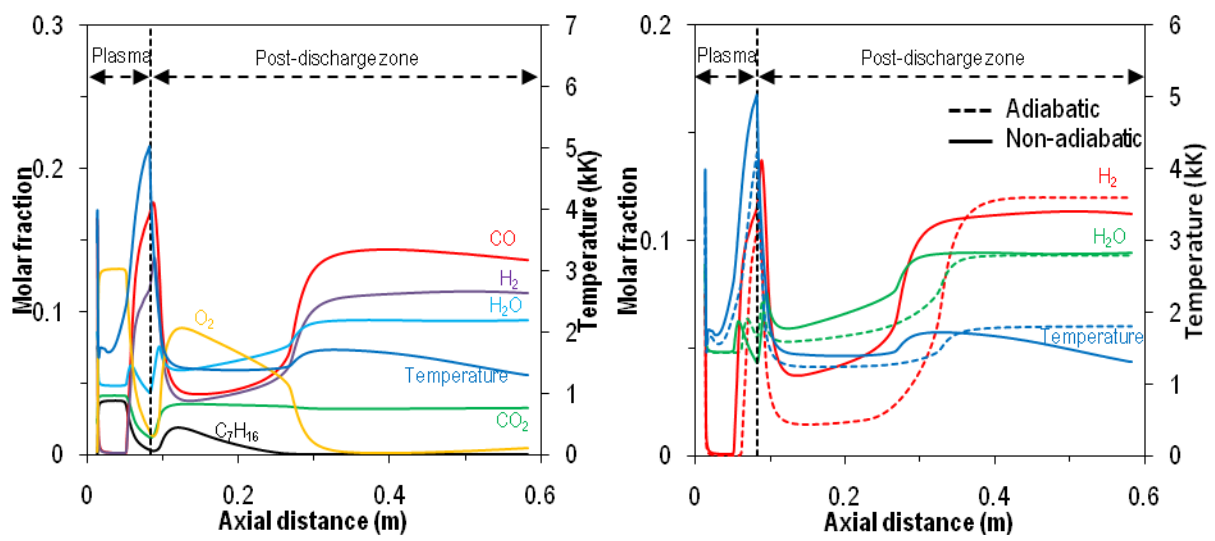 0.3
0.2
0.1
0
Molar fraction
Plasma
Post-discharge zone
CO
H2
H2O
O2
Temperature
CO2
C7H16
7
6
5
4
3
2
1
0
Temperature (kK)
0
0.2
0.4
0.6
Axial distance (m)
0.2
0.1
0
Molar fraction
Plasma
Post-discharge zone
Adiabatic
Non-adiabatic
H2
H2O
Temperature
6
5
4
3
2
1
0
Temperature (kK)
0
0.2
0.4
0.6
Axial distance (m)